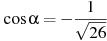 cos α = −1/√26